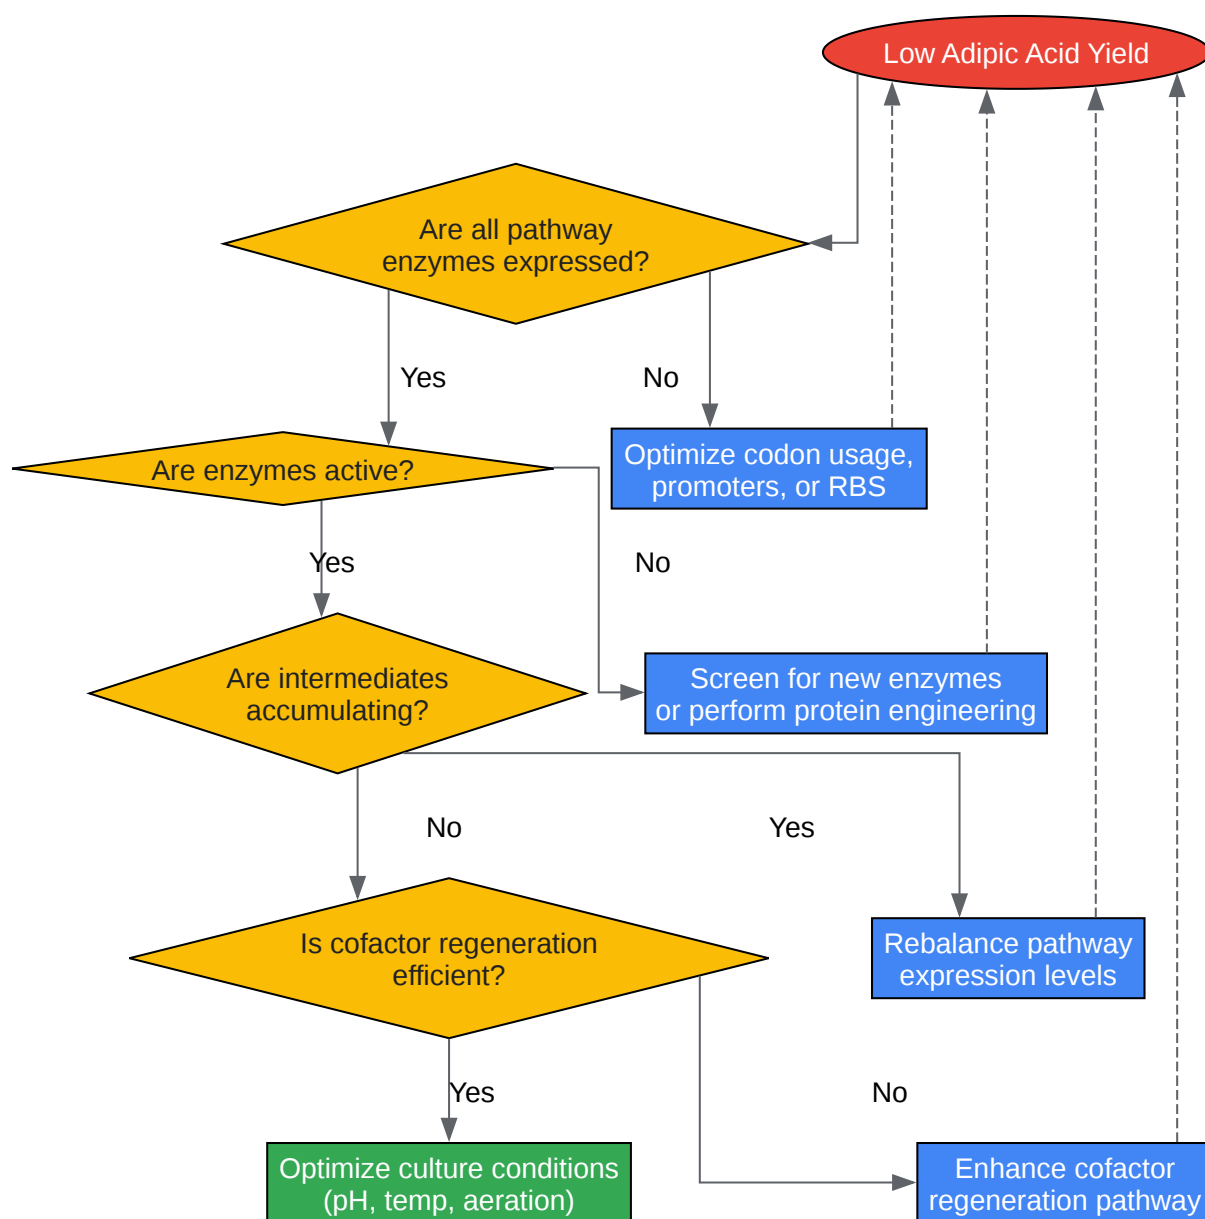 Low Adipic Acid Yield
Are all pathway
enzymes expressed?
Yes
No
Optimize codon usage,
promoters, or RBS
Are enzymes active?
Yes
No
Are intermediates
accumulating?
Screen for new enzymes
or perform protein engineering
No
Yes
Rebalance pathway
expression levels
Is cofactor regeneration
efficient?
Yes
No
Optimize culture conditions
(pH, temp, aeration)
Enhance cofactor
regeneration pathway